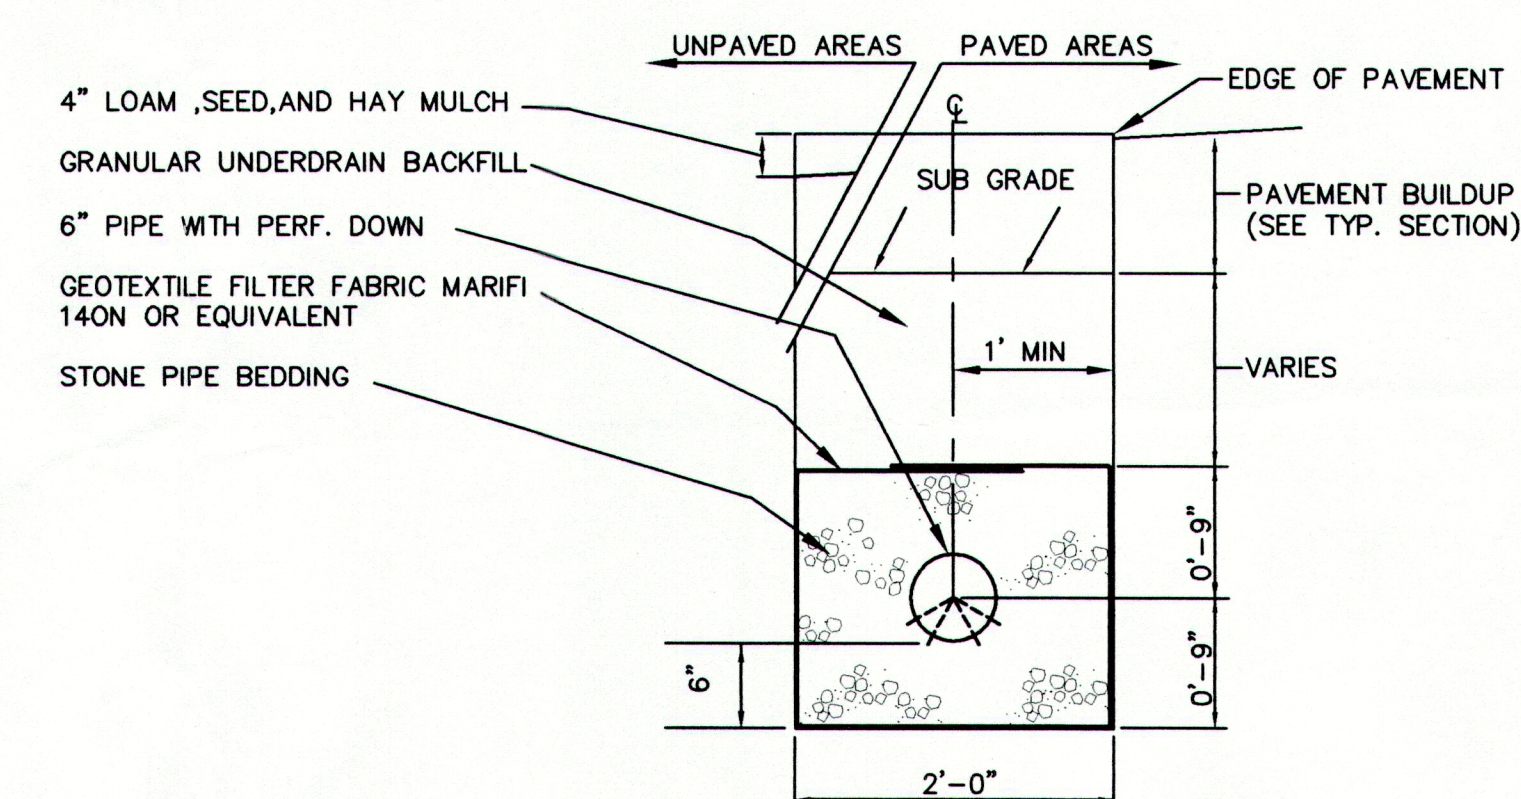 UNPAVED AREAS
PAVED AREAS
EDGE OF PAVEMENT
4" LOAM ,SEED,AND HAY MULCH
℄
GRANULAR UNDERDRAIN BACKFILL
SUB GRADE
PAVEMENT BUILDUP
(SEE TYP. SECTION)
6" PIPE WITH PERF. DOWN
GEOTEXTILE FILTER FABRIC MARIFI
140N OR EQUIVALENT
1' MIN
VARIES
STONE PIPE BEDDING
0'-9"
0'-9"
6"
2'-0"